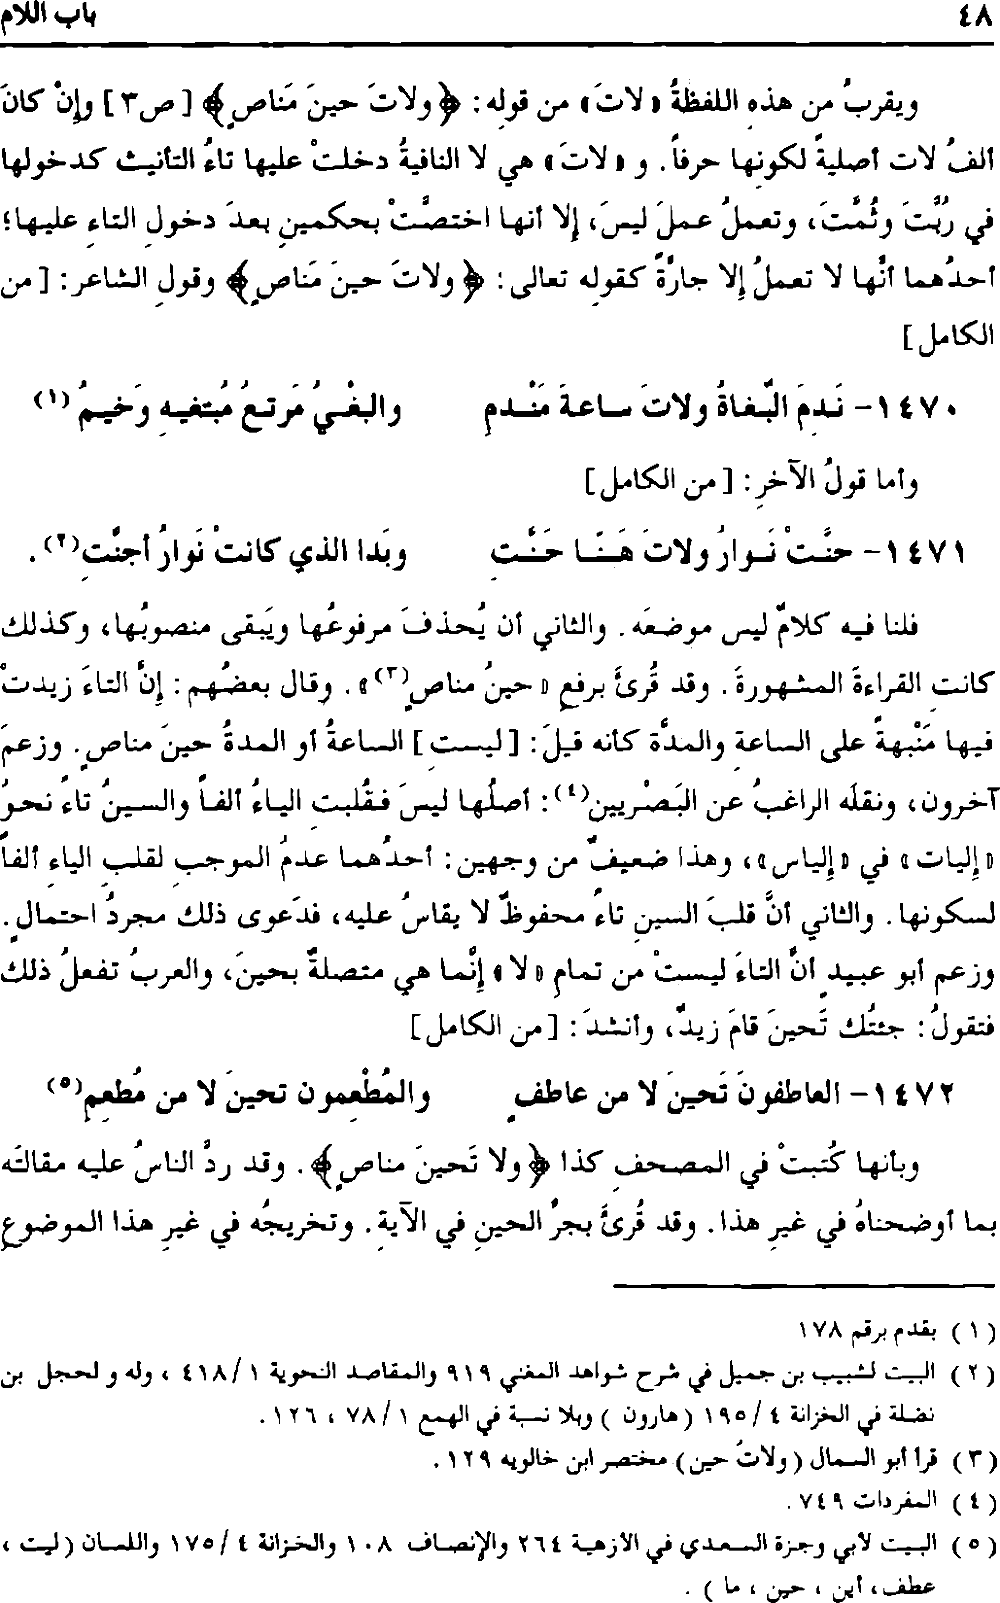 ٤٨ باب اللام
ويقربُ من هذهِ اللفظةُ «لاتَ» من قوله: ﴿ولاتَ حينَ مَناصٍ﴾ [ص٣] وإنْ كانَ
ألفُ لات أصليةً لكونِها حرفاً. و «لاتَ» هي لا النافيةُ دخلتْ عليها تاءُ التأنيث كدخولها
في رُبَّتَ وثُمَّتَ، وتعملُ عملَ ليسَ، إلا أنها اختصَّتْ بحكمينِ بعدَ دخولِ التاءِ عليها؛
أحدُهما أنَّها لا تعملُ إلا جارَّةً كقولِه تعالى: ﴿ولاتَ حينَ مَناصٍ﴾ وقولِ الشاعر: [من
الكامل]
١٤٧٠- نَدِمَ البُّغاةُ ولاتَ ساعةَ مَنْدمِ والبغْيُ مَرتعُ مُبتغيهِ وَخيمُ (١)
وأما قولُ الآخرِ: [من الكامل]
١٤٧١- حنَّتْ نَوارُ ولاتَ هَنّا حَنَّتِ وبَدا الذي كانتْ نَوارُ أجنَّتِ(٢).
فلنا فيه كلامٌ ليس موضعَه. والثاني أن يُحذفَ مرفوعُها ويَبقى منصوبُها، وكذلك
كانتِ القراءةَ المشهورةَ. وقد قُرئَ برفعِ «حينُ مناصٍ(٣)». وقال بعضُهم: إنَّ التاءَ زيدتْ
فيها مَنْبهةً على الساعةِ والمدَّة كأنه قيلَ: [ليستِ] الساعةُ أو المدةُ حينَ مناصٍ. وزعمَ
آخرون، ونقلَه الراغبُ عن البَصْريين(٤): أصلُها ليسَ فقُلبتِ الياءُ ألفاً والسينُ تاءً نحوُ
«إليات» في «إلياس»، وهذا ضعيفٌ من وجهين: أحدُهما عدمُ الموجبِ لقلبِ الياءِ ألفاً
لسكونها. والثاني أنَّ قلبَ السينِ تاءً محفوظٌ لا يقاسُ عليه، فدَعوى ذلك مجردُ احتمالٍ.
وزعم أبو عبيدٍ أنَّ التاءَ ليستْ من تمامِ «لا» إنَّما هي متصلةٌ بحينَ، والعربُ تفعلُ ذلك
فتقولُ: جئتُك تَحينَ قامَ زيدٌ، وأنشدَ: [من الكامل]
١٤٧٢- العاطفونَ تَحينَ لا من عاطفٍ والمُطْعِمون تحينَ لا من مُطعِمِ(٥)
وبأنها كُتبتْ في المصحفِ كذا ﴿ولا تَحينَ مناصٍ﴾. وقد ردَّ الناسُ عليه مقالتَه
بما أوضحناهُ في غيرِ هذا. وقد قُرئَ بجرِّ الحينِ في الآيةِ. وتخريجُه في غيرِ هذا الموضوع
(١) بقدم برقم ١٧٨
(٢) البيت لشبيب بن جميل في شرح شواهد المغني ٩١٩ والمقاصد النحوية ١/٤١٨ ، وله و لحجل بن
نضلة في الخزانة ٤/١٩٥ (هارون ) وبلا نسبة في الهمع ١/٧٨ ، ١٢٦.
(٣) قرأ أبو السمال (ولاتُ حين) مختصر ابن خالويه ١٢٩.
(٤) المفردات ٧٤٩.
(٥) البيت لأبي وجزة السعدي في الأزهية ٢٦٤ والإنصاف ١٠٨ والخزانة ٤/١٧٥ واللسان (ليت ،
عطف، أين ، حين ، ما ) .